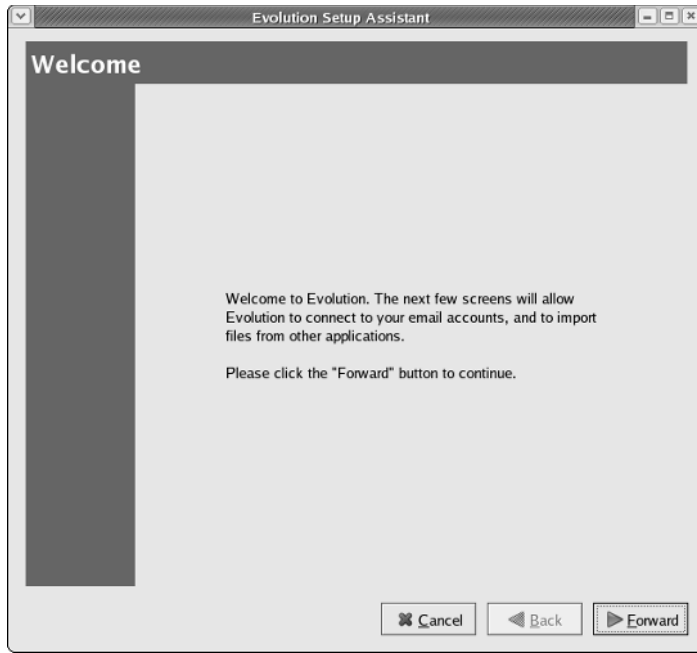 Evolution Setup Assistant
Welcome
Welcome to Evolution. The next few screens will allow
Evolution to connect to your email accounts, and to import
files from other applications.
Please click the "Forward" button to continue.
Cancel
Back
Forward